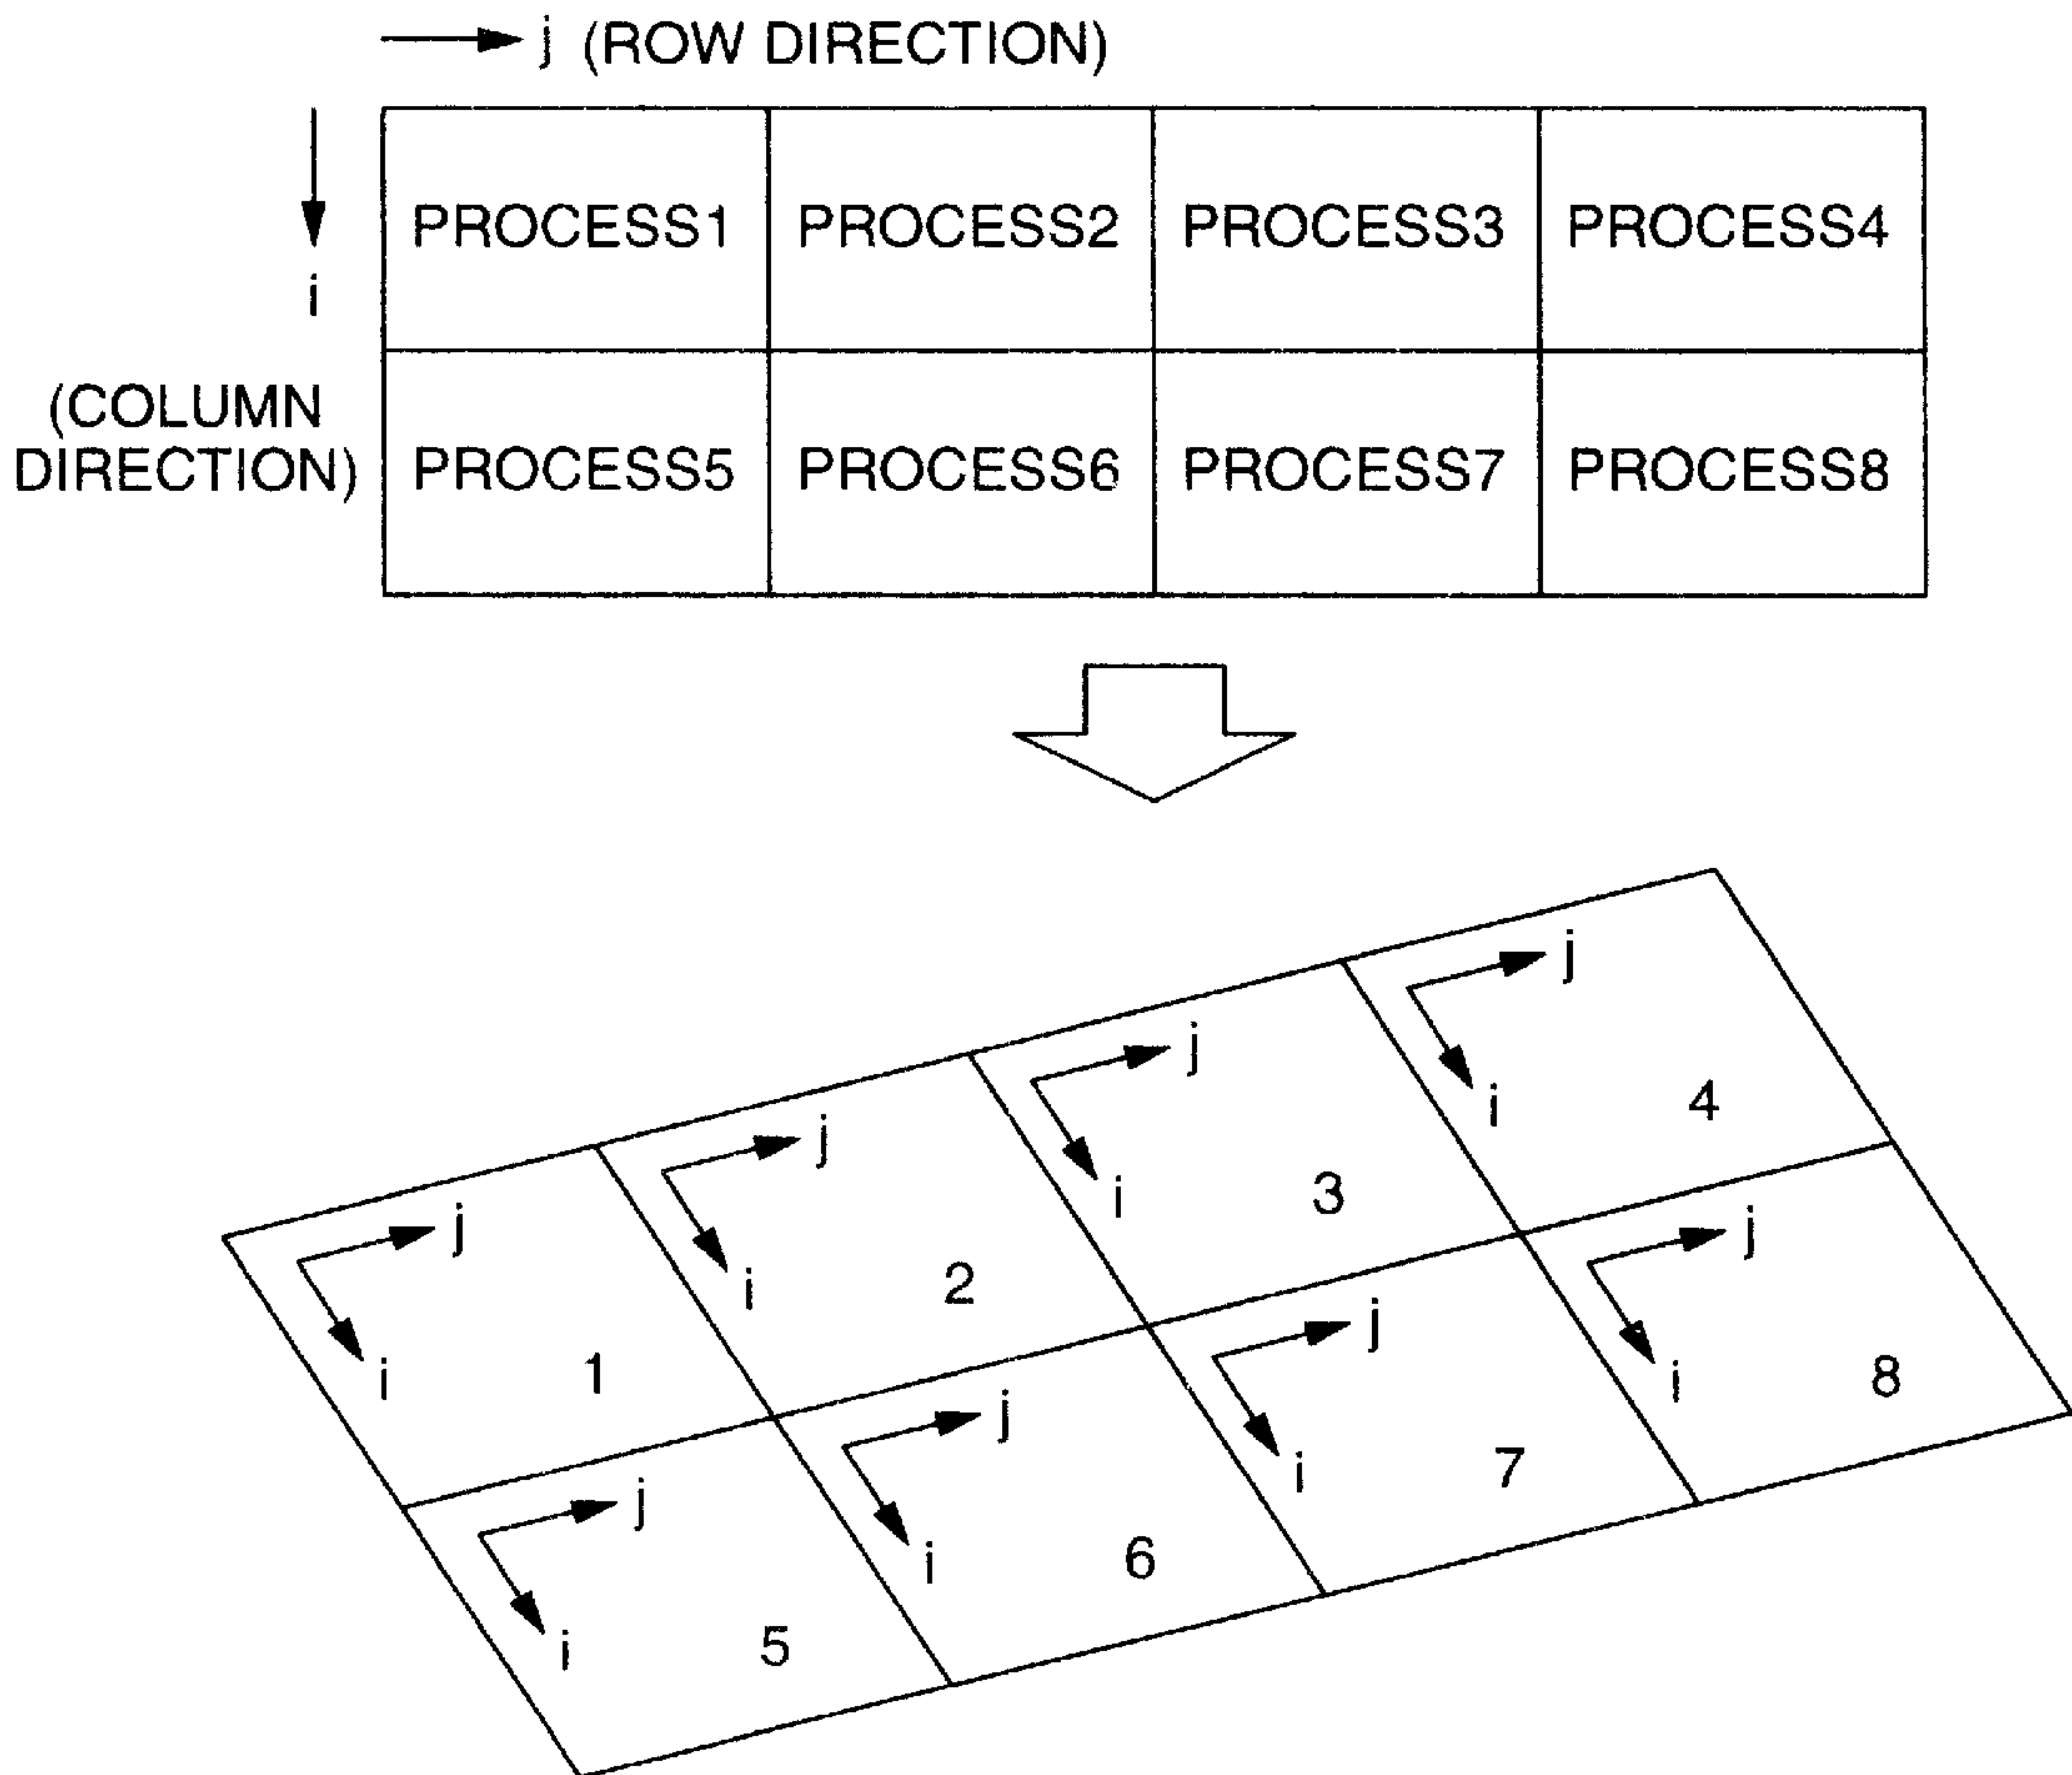 j (ROW DIRECTION)
i
(COLUMN
DIRECTION)
PROCESS1 PROCESS2 PROCESS3 PROCESS4
PROCESS5 PROCESS6 PROCESS7 PROCESS8
j
i
4
j
i
3
j
i
2
j
i
1
j
i
8
j
i
7
j
i
6
j
i
5